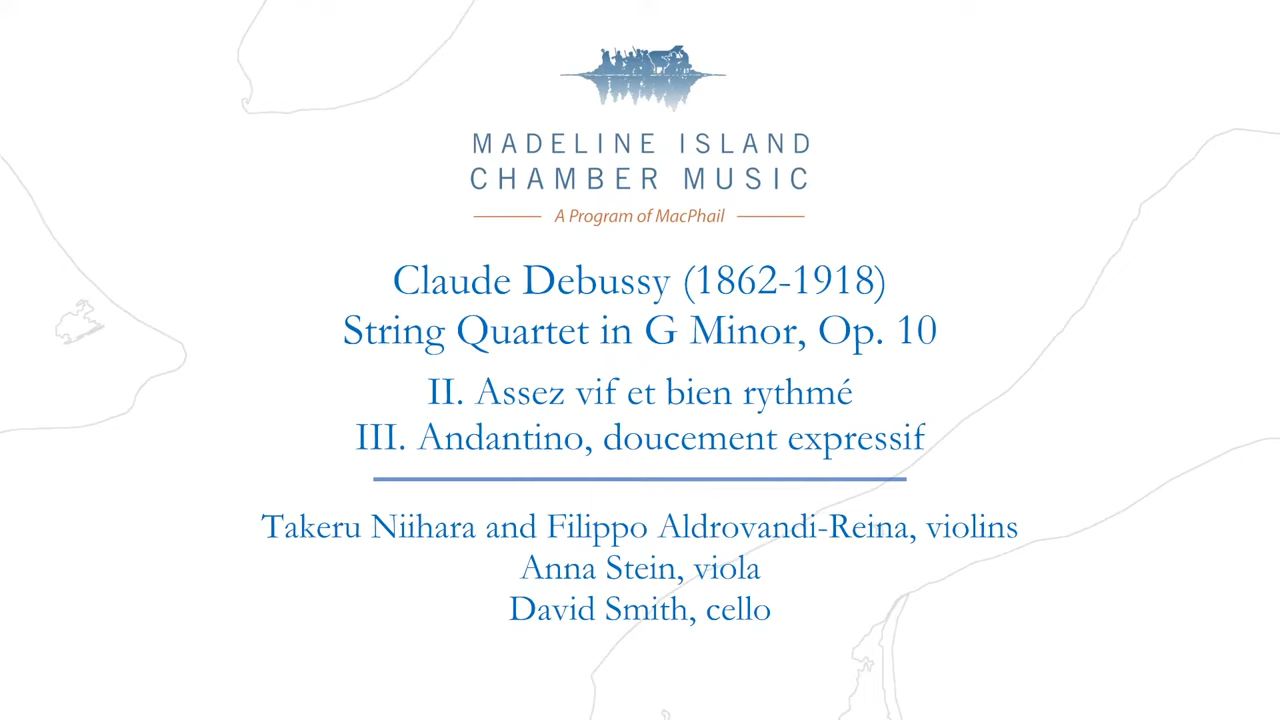 MADELINE ISLAND
CHAMBER MUSIC
A Program of MacPhail
Claude Debussy (1862-1918)
String Quartet in G Minor, Op. 10
II. Assez vif et bien rythmé
III. Andantino, doucement expressif
Takeru Niihara and Filippo Aldrovandi-Reina, violins
Anna Stein, viola
David Smith, cello